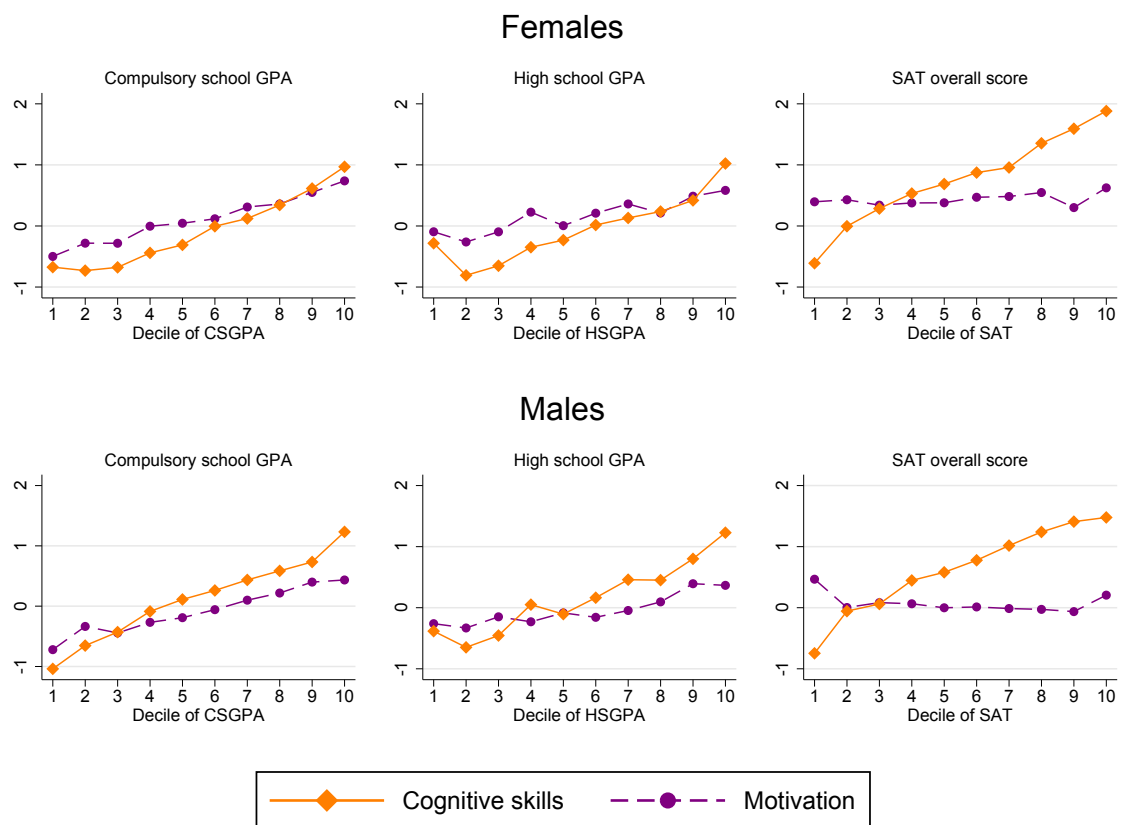 Females
Compulsory school GPA
High school GPA
SAT overall score
-1 0 1 2
1 2 3 4 5 6 7 8 9 10
Decile of CSGPA
-1 0 1 2
1 2 3 4 5 6 7 8 9 10
Decile of HSGPA
-1 0 1 2
1 2 3 4 5 6 7 8 9 10
Decile of SAT
Males
Compulsory school GPA
High school GPA
SAT overall score
-1 0 1 2
1 2 3 4 5 6 7 8 9 10
Decile of CSGPA
-1 0 1 2
1 2 3 4 5 6 7 8 9 10
Decile of HSGPA
-1 0 1 2
1 2 3 4 5 6 7 8 9 10
Decile of SAT
Cognitive skills
Motivation